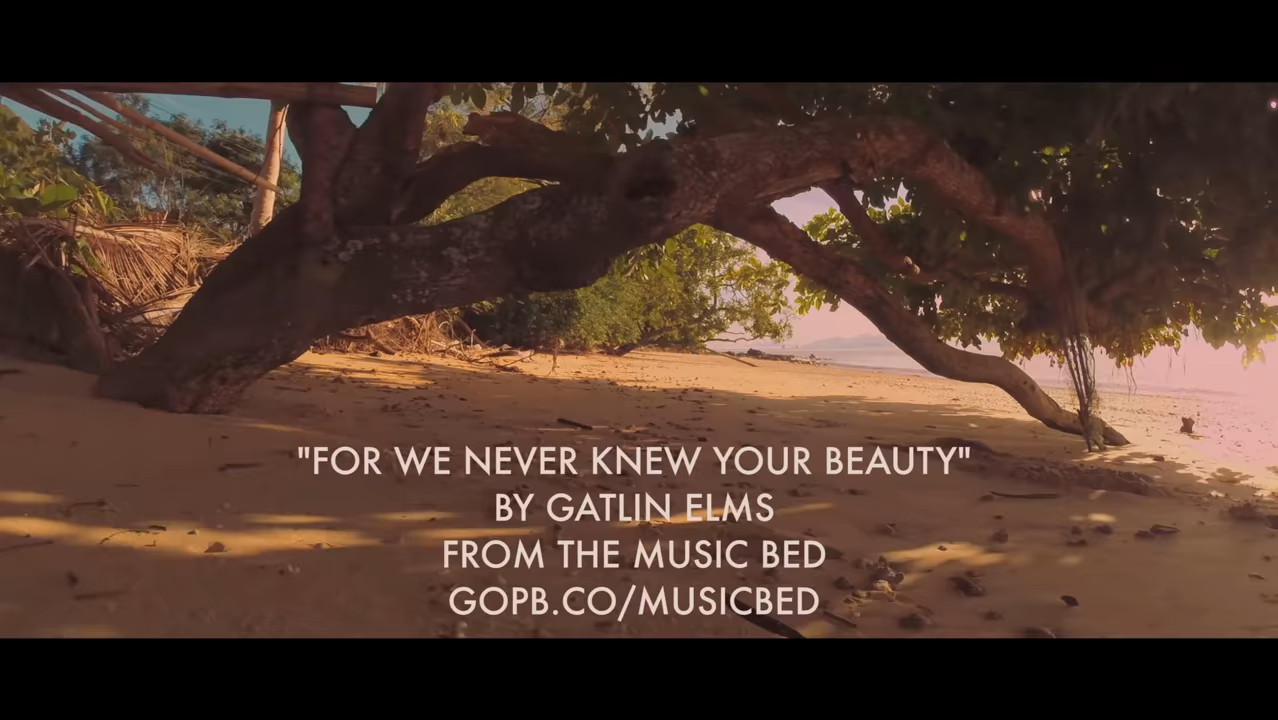 "FOR WE NEVER KNEW YOUR BEAUTY"
BY GATLIN ELMS
FROM THE MUSIC BED
GOPB.CO/MUSICBED